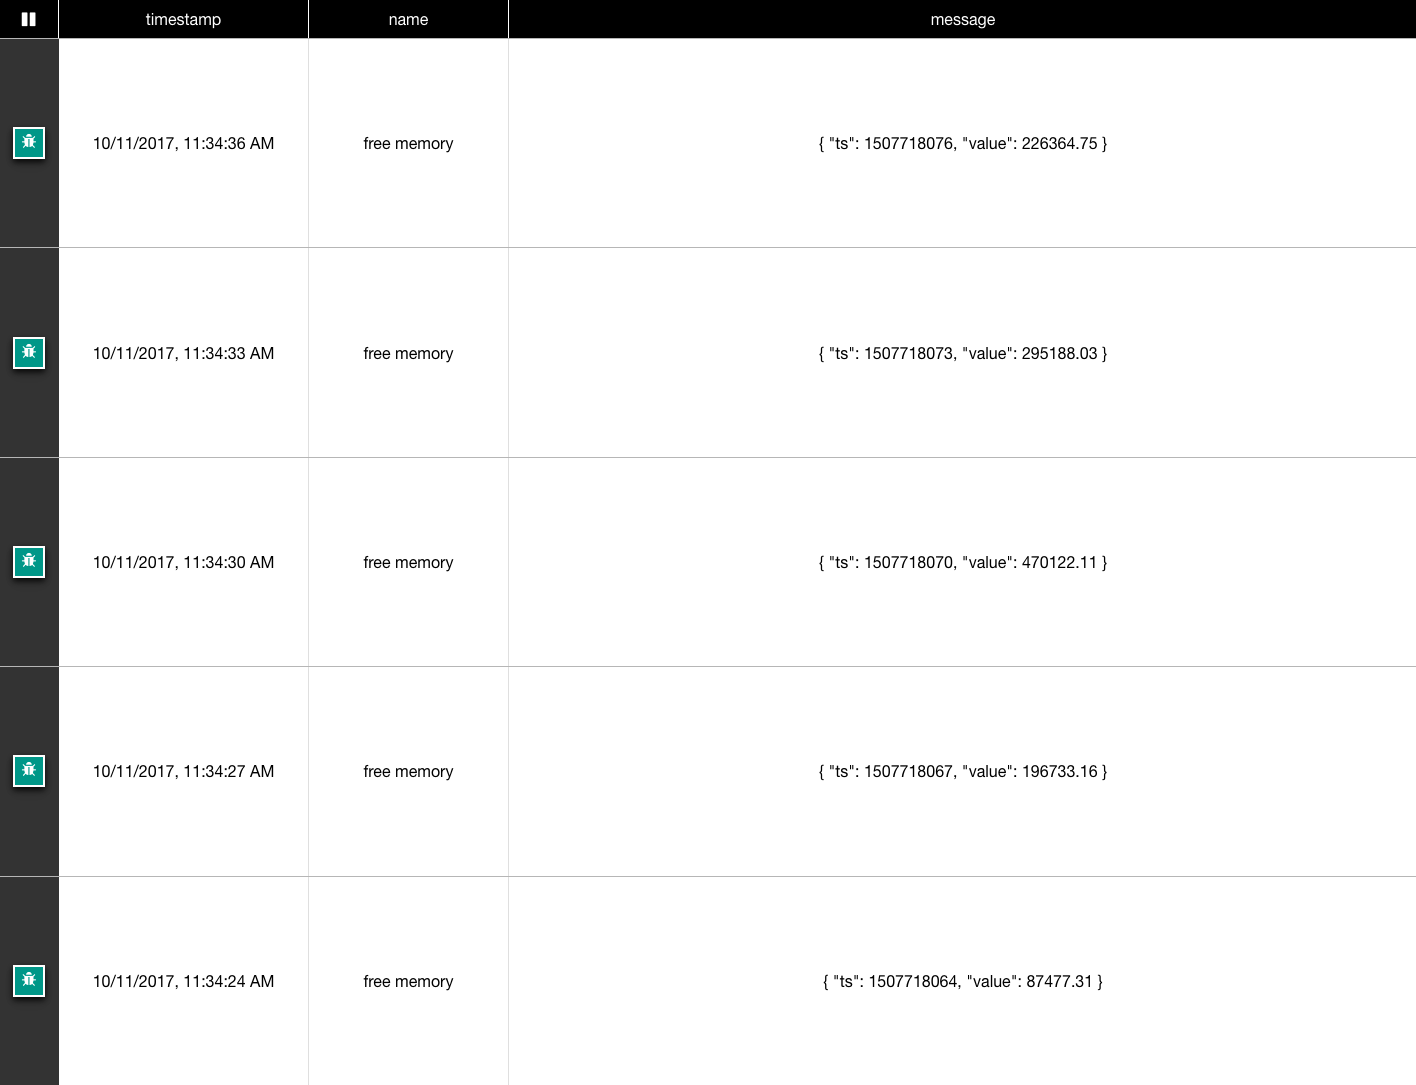 timestamp name message
10/11/2017, 11:34:36 AM free memory { "ts": 1507718076, "value": 226364.75 }
10/11/2017, 11:34:33 AM free memory { "ts": 1507718073, "value": 295188.03 }
10/11/2017, 11:34:30 AM free memory { "ts": 1507718070, "value": 470122.11 }
10/11/2017, 11:34:27 AM free memory { "ts": 1507718067, "value": 196733.16 }
10/11/2017, 11:34:24 AM free memory { "ts": 1507718064, "value": 87477.31 }